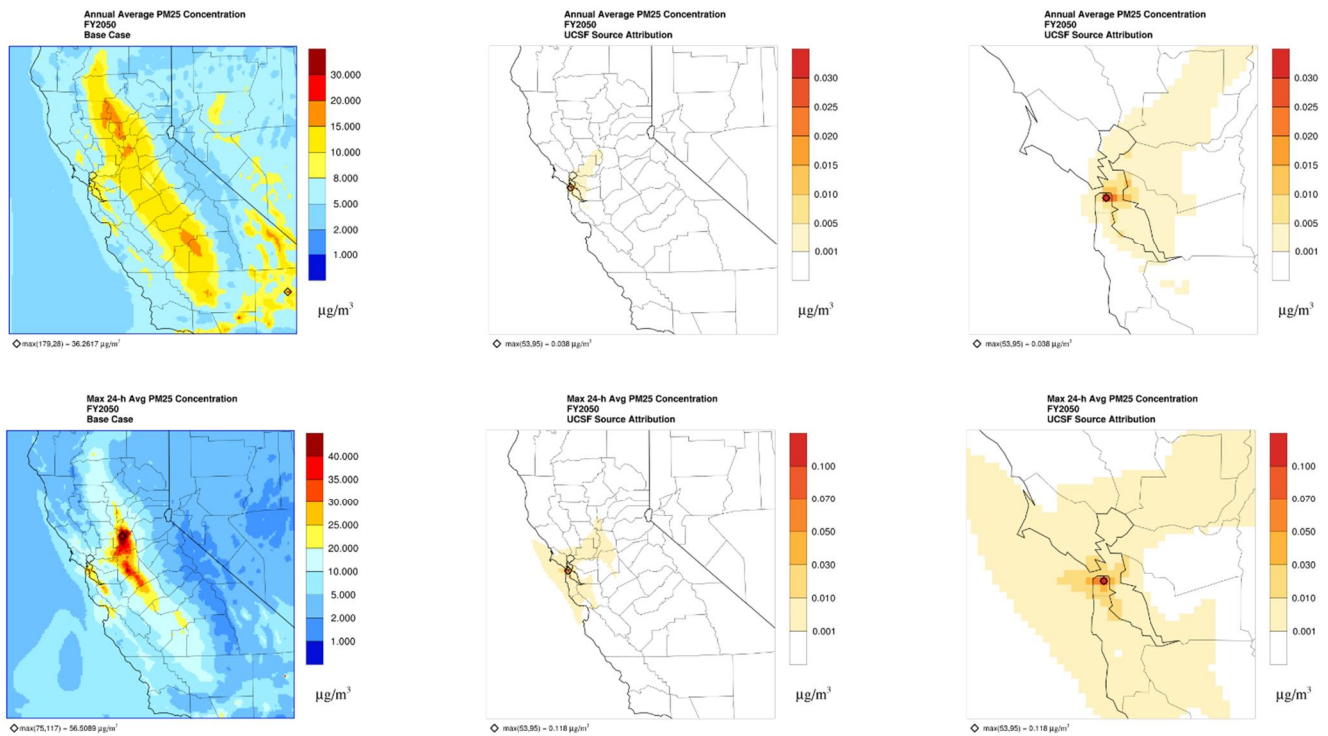 Annual Average PM25 Concentration
FY2050
Base Case
30.000
20.000
15.000
10.000
8.000
5.000
2.000
1.000
µg/m³
max(179,28) = 36.2617 µg/m³
Annual Average PM25 Concentration
FY2050
UCSF Source Attribution
0.030
0.025
0.020
0.015
0.010
0.005
0.001
µg/m³
max(53,95) = 0.038 µg/m³
Annual Average PM25 Concentration
FY2050
UCSF Source Attribution
0.030
0.025
0.020
0.015
0.010
0.005
0.001
µg/m³
max(53,95) = 0.038 µg/m³
Max 24-h Avg PM25 Concentration
FY2050
Base Case
40.000
35.000
30.000
25.000
20.000
10.000
5.000
2.000
1.000
µg/m³
max(75,117) = 56.5089 µg/m³
Max 24-h Avg PM25 Concentration
FY2050
UCSF Source Attribution
0.100
0.070
0.050
0.030
0.010
0.001
µg/m³
max(53,95) = 0.118 µg/m³
Max 24-h Avg PM25 Concentration
FY2050
UCSF Source Attribution
0.100
0.070
0.050
0.030
0.010
0.001
µg/m³
max(53,95) = 0.118 µg/m³